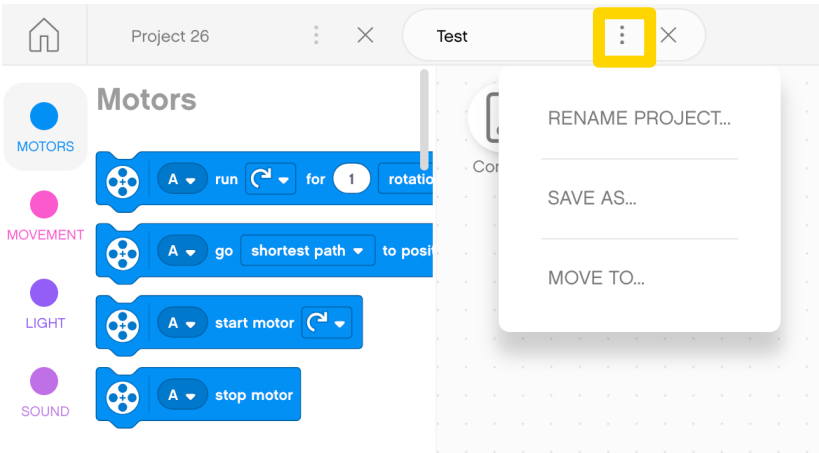 Project 26
Test
RENAME PROJECT...
SAVE AS...
MOVE TO...
MOTORS
MOVEMENT
LIGHT
SOUND
Motors
A run for 1
A go shortest path to
A start motor
A stop motor